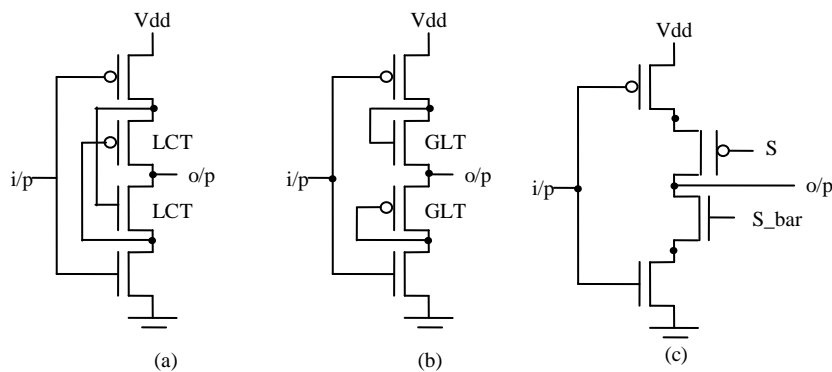 Vdd
LCT
i/p
o/p
LCT
(a)
Vdd
GLT
i/p
o/p
GLT
(b)
Vdd
S
i/p
o/p
S_bar
(c)